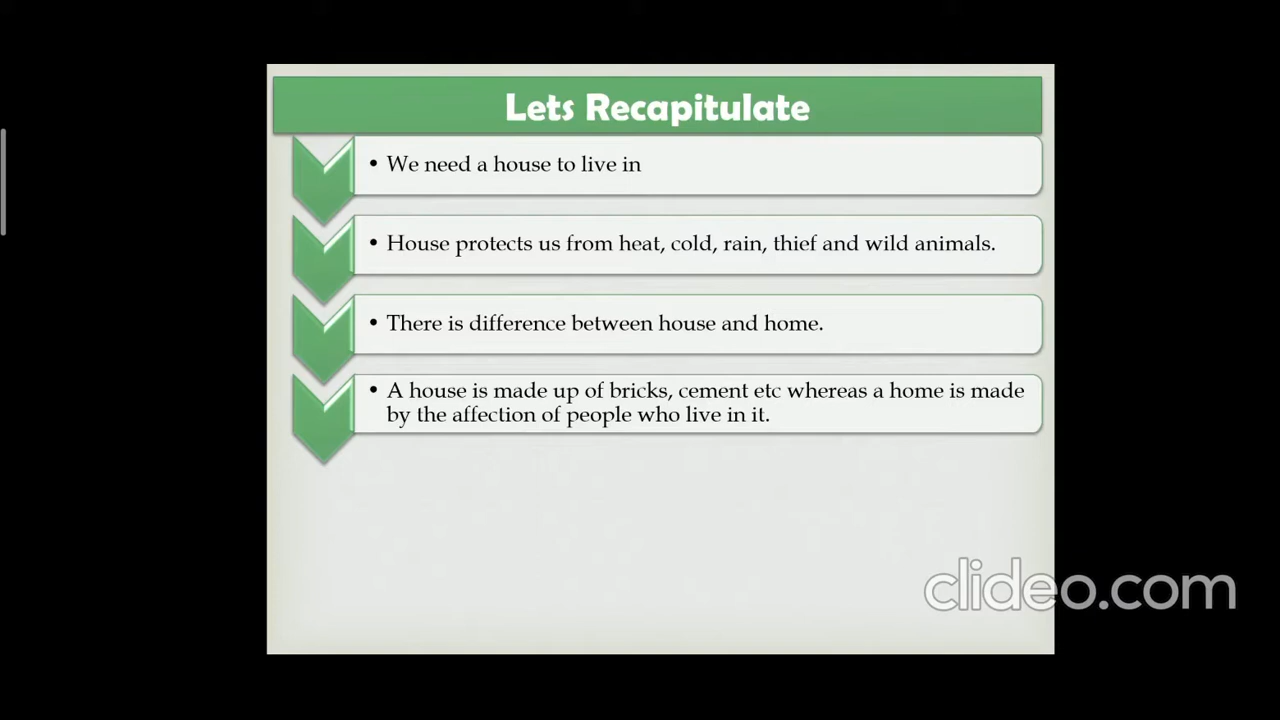 Lets Recapitulate
• We need a house to live in
• House protects us from heat, cold, rain, thief and wild animals.
• There is difference between house and home.
• A house is made up of bricks, cement etc whereas a home is made
by the affection of people who live in it.
clideo.com